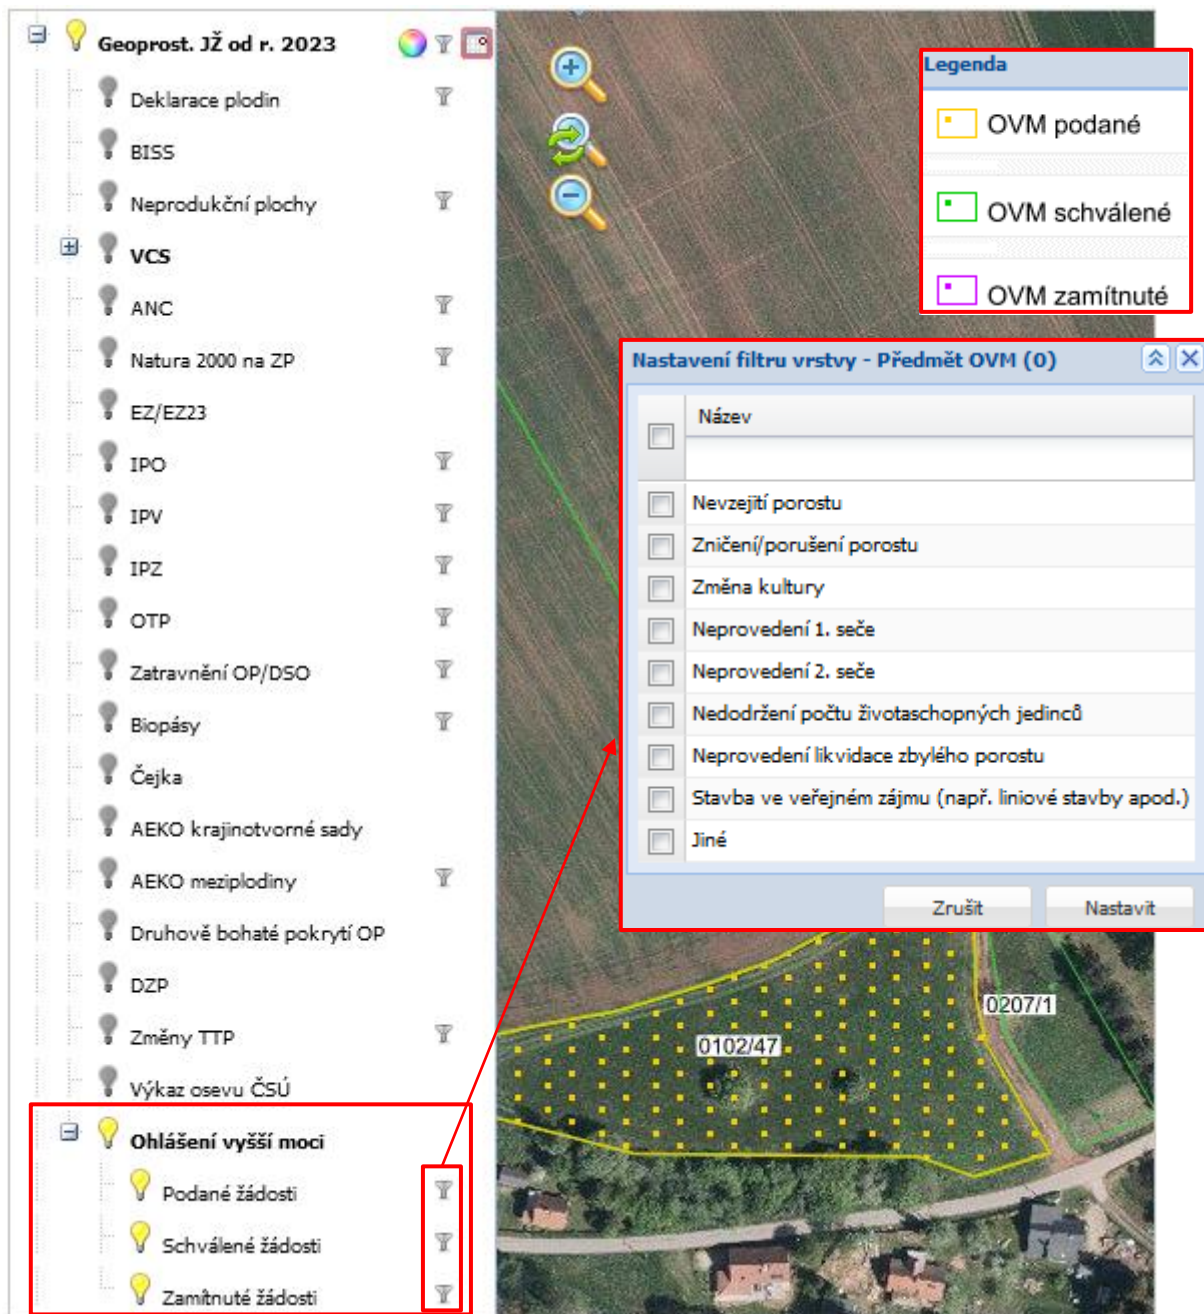 Geoprost. JŽ od r. 2023
Deklarace plodin
BISS
Neprodukční plochy
VCS
ANC
Natura 2000 na ZP
EZ/EZ23
IPO
IPV
IPZ
OTP
Zatravnění OP/DSO
Biopásy
Čejka
AEKO krajinotvorné sady
AEKO meziplodiny
Druhově bohaté pokrytí OP
DZP
Změny TTP
Výkaz osevu ČSÚ
Ohlášení vyšší moci
Podané žádosti
Schválené žádosti
Zamítnuté žádosti
Legenda
OVM podané
OVM schválené
OVM zamítnuté
Nastavení filtru vrstvy - Předmět OVM (0)
Název
Nevzejití porostu
Zničení/porušení porostu
Změna kultury
Neprovedení 1. seče
Neprovedení 2. seče
Nedodržení počtu životaschopných jedinců
Neprovedení likvidace zbylého porostu
Stavba ve veřejném zájmu (např. liniové stavby apod.)
Jiné
Zrušit Nastavit
0207/1
0102/47